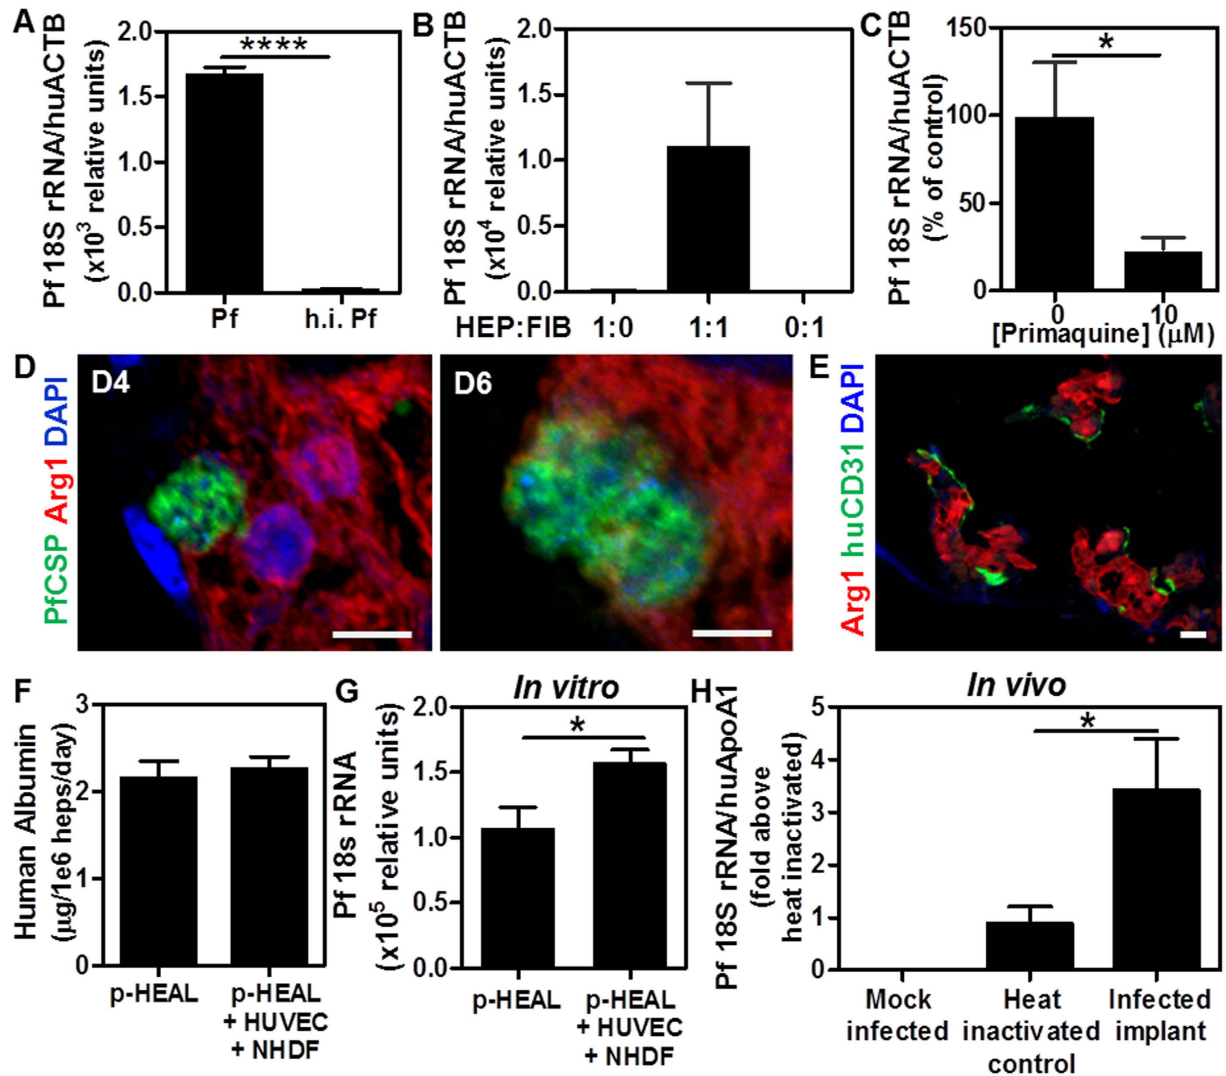 A
Pf 18S rRNA/huACTB
(x10³ relative units)
2.0
1.5
1.0
0.5
0.0
****
Pf
h.i. Pf
B
Pf 18S rRNA/huACTB
(x10⁴ relative units)
2.0
1.5
1.0
0.5
0.0
HEP:FIB 1:0 1:1 0:1
C
Pf 18S rRNA/huACTB
(% of control)
150
100
50
0
*
0 10
[Primaquine] (μM)
D
PfCSP Arg1 DAPI
D4
D6
E
Arg1 huCD31 DAPI
F
Human Albumin
(μg/1e6 heps/day)
3
2
1
0
p-HEAL
p-HEAL
+ HUVEC
+ NHDF
G
In vitro
Pf 18s rRNA
(x10⁵ relative units)
2.0
1.5
1.0
0.5
0.0
*
p-HEAL
p-HEAL
+ HUVEC
+ NHDF
H
In vivo
Pf 18S rRNA/huApoA1
(fold above
heat inactivated)
5
4
3
2
1
0
*
Mock
infected
Heat
inactivated
control
Infected
implant